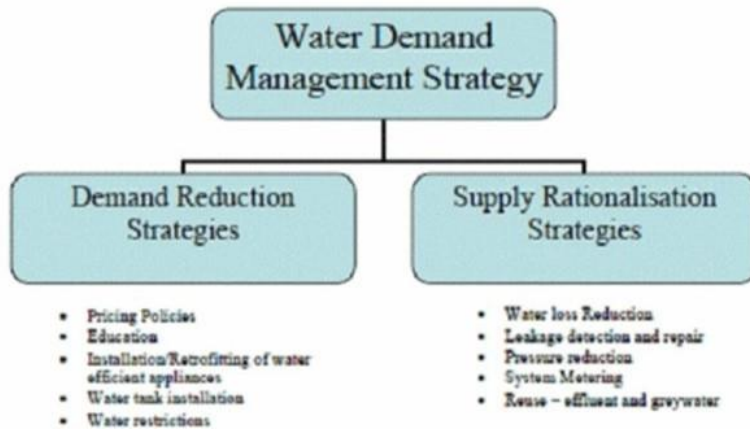 Water Demand
Management Strategy
Demand Reduction
Strategies
Supply Rationalisation
Strategies
• Pricing Policies
• Education
• Installation/Retrofitting of water
efficient appliances
• Water tank installation
• Water restrictions
• Water loss Reduction
• Leakage detection and repair
• Pressure reduction
• System Metering
• Reuse – effluent and greywater